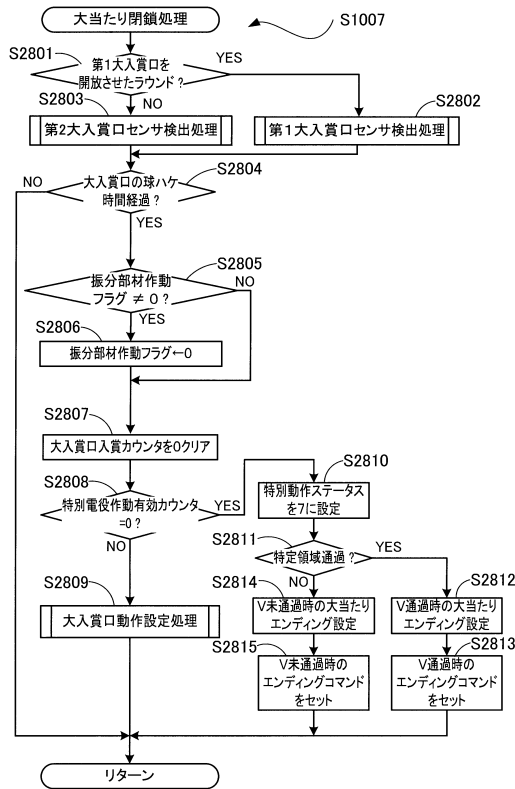 大当たり閉鎖処理
S1007
S2801
第1大入賞口を
開放させたラウンド？
YES
NO
S2803
第2大入賞口センサ検出処理
S2802
第1大入賞口センサ検出処理
S2804
NO
大入賞口の球ハケ
時間経過？
YES
S2805
振分部材作動
フラグ ≠ 0？
NO
YES
S2806
振分部材作動フラグ←0
S2807
大入賞口入賞カウンタを0クリア
S2808
特別電役作動有効カウンタ
=0？
YES
NO
S2809
大入賞口動作設定処理
S2810
特別動作ステータス
を7に設定
S2811
特定領域通過？
YES
NO
S2814
V未通過時の大当たり
エンディング設定
S2812
V通過時の大当たり
エンディング設定
S2815
V未通過時の
エンディングコマンド
をセット
S2813
V通過時の
エンディングコマンド
をセット
リターン